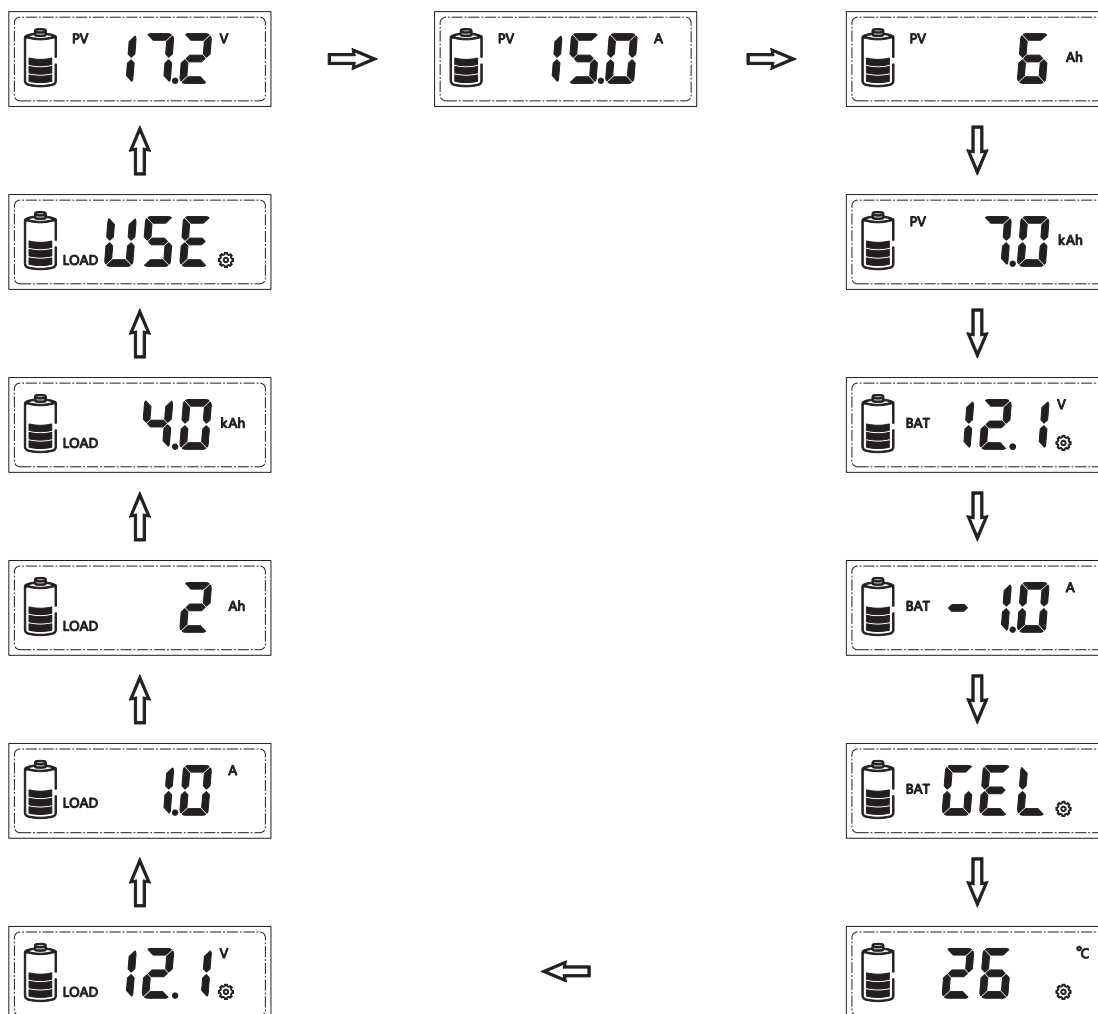 PV 17.2 V
PV 15.0 A
PV 6 Ah
LOAD USE
PV 7.0 kAh
LOAD 4.0 kAh
BAT 12.1 V
LOAD 2 Ah
BAT - 1.0 A
LOAD 1.0 A
BAT GEL
LOAD 12.1 V
26 °C